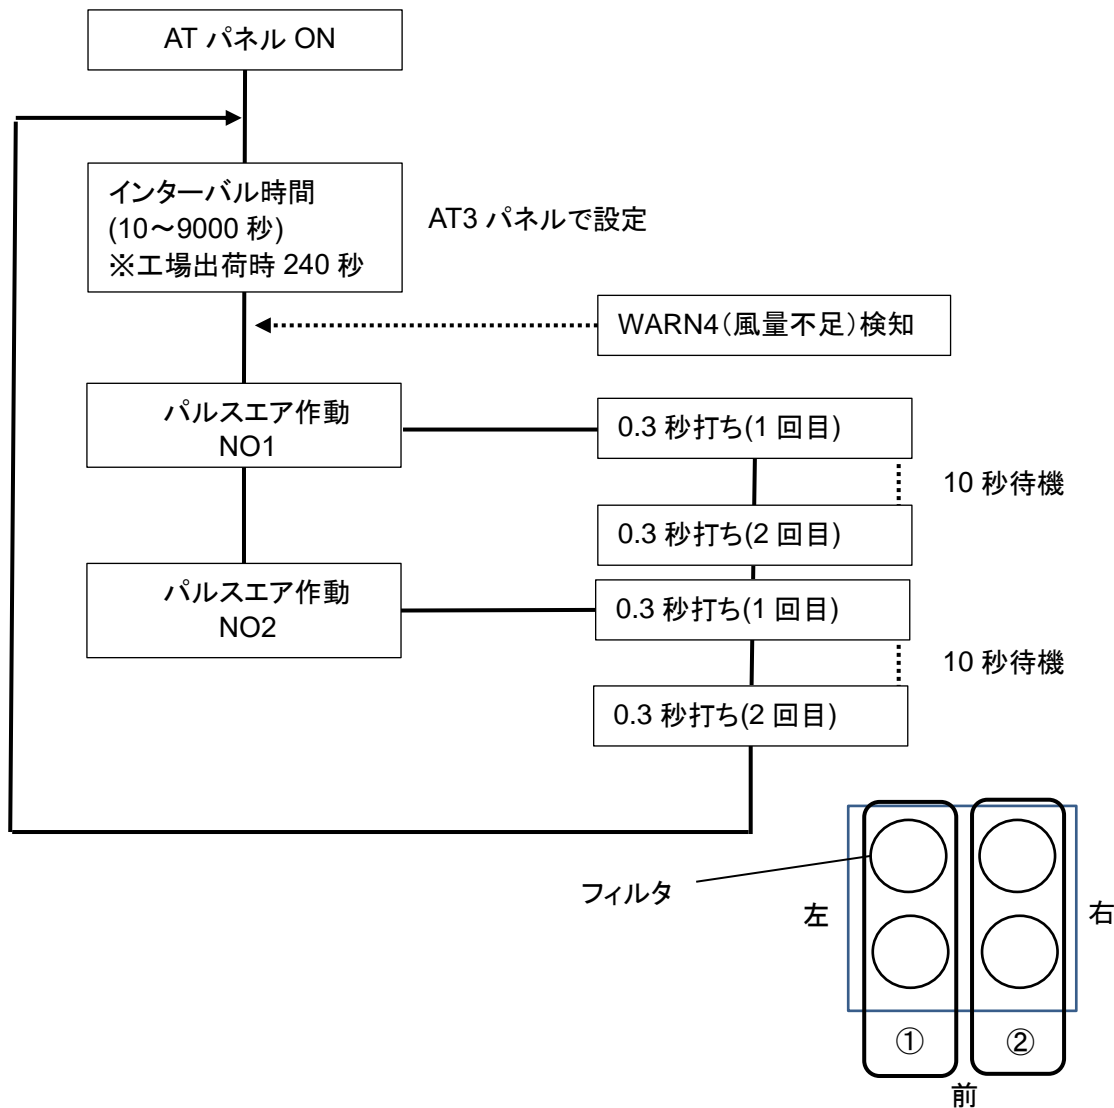 AT パネル ON
インターバル時間
(10～9000 秒)
※工場出荷時 240 秒
AT3 パネルで設定
WARN4(風量不足)検知
パルスエア作動
NO1
0.3 秒打ち(1 回目)
10 秒待機
0.3 秒打ち(2 回目)
パルスエア作動
NO2
0.3 秒打ち(1 回目)
10 秒待機
0.3 秒打ち(2 回目)
フィルタ
左
右
①
②
前